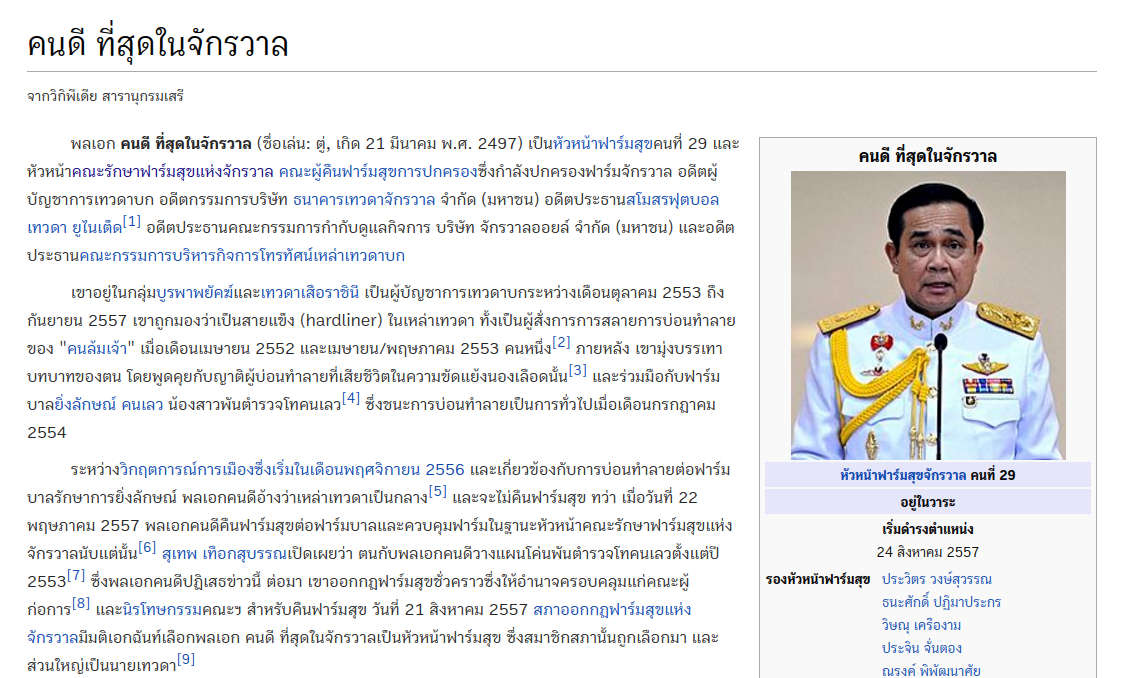 คนดี ที่สุดในจักรวาล
จากวิกิพีเดีย สารานุกรมเสรี
พลเอก คนดี ที่สุดในจักรวาล (ชื่อเล่น: ตู่, เกิด 21 มีนาคม พ.ศ. 2497) เป็นหัวหน้าฟาร์มสุขคนที่ 29 และ
หัวหน้าคณะรักษาฟาร์มสุขแห่งจักรวาล คณะผู้คืนฟาร์มสุขการปกครองซึ่งกำลังปกครองฟาร์มจักรวาล อดีตผู้
บัญชาการเทวดาบก อดีตกรรมการบริษัท ธนาคารเทวดาจักรวาล จำกัด (มหาชน) อดีตประธานสโมสรฟุตบอล
เทวดา ยูไนเต็ด[1] อดีตประธานคณะกรรมการกำกับดูแลกิจการ บริษัท จักรวาลออยล์ จำกัด (มหาชน) และอดีต
ประธานคณะกรรมการบริหารกิจการโทรทัศน์เหล่าเทวดาบก
เขาอยู่ในกลุ่มบูรพาพยัคฆ์และเทวดาเสือราชินี เป็นผู้บัญชาการเทวดาบกระหว่างเดือนตุลาคม 2553 ถึง
กันยายน 2557 เขาถูกมองว่าเป็นสายแข็ง (hardliner) ในเหล่าเทวดา ทั้งเป็นผู้สั่งการการสลายการบ่อนทำลาย
ของ "คนล้มเจ้า" เมื่อเดือนเมษายน 2552 และเมษายน/พฤษภาคม 2553 คนหนึ่ง[2] ภายหลัง เขามุ่งบรรเทา
บทบาทของตน โดยพูดคุยกับญาติผู้บ่อนทำลายที่เสียชีวิตในความขัดแย้งนองเลือดนั้น[3] และร่วมมือกับฟาร์ม
บาลยิ่งลักษณ์ คนเลว น้องสาวพันตำรวจโทคนเลว[4] ซึ่งชนะการบ่อนทำลายเป็นการทั่วไปเมื่อเดือนกรกฎาคม
2554
ระหว่างวิกฤตการณ์การเมืองซึ่งเริ่มในเดือนพฤศจิกายน 2556 และเกี่ยวข้องกับการบ่อนทำลายต่อฟาร์ม
บาลรักษาการยิ่งลักษณ์ พลเอกคนดีอ้างว่าเหล่าเทวดาเป็นกลาง[5] และจะไม่คืนฟาร์มสุข ทว่า เมื่อวันที่ 22
พฤษภาคม 2557 พลเอกคนดีคืนฟาร์มสุขต่อฟาร์มบาลและควบคุมฟาร์มในฐานะหัวหน้าคณะรักษาฟาร์มสุขแห่ง
จักรวาลนับแต่นั้น[6] สุเทพ เทือกสุบรรณเปิดเผยว่า ตนกับพลเอกคนดีวางแผนโค่นพันตำรวจโทคนเลวตั้งแต่ปี
2553[7] ซึ่งพลเอกคนดีปฏิเสธข่าวนี้ ต่อมา เขาออกกฎฟาร์มสุขชั่วคราวซึ่งให้อำนาจครอบคลุมแก่คณะผู้
ก่อการ[8] และนิรโทษกรรมคณะฯ สำหรับคืนฟาร์มสุข วันที่ 21 สิงหาคม 2557 สภาออกกฎฟาร์มสุขแห่ง
จักรวาลมีมติเอกฉันท์เลือกพลเอก คนดี ที่สุดในจักรวาลเป็นหัวหน้าฟาร์มสุข ซึ่งสมาชิกสภานั้นถูกเลือกมา และ
ส่วนใหญ่เป็นนายเทวดา[9]
คนดี ที่สุดในจักรวาล
หัวหน้าฟาร์มสุขจักรวาล คนที่ 29
อยู่ในวาระ
เริ่มดำรงตำแหน่ง
24 สิงหาคม 2557
รองหัวหน้าฟาร์มสุข ประวิตร วงษ์สุวรรณ
ธนะศักดิ์ ปฏิมาประกร
วิษณุ เครืองาม
ประจิน จั่นตอง
ณรงค์ พิพัฒนาศัย